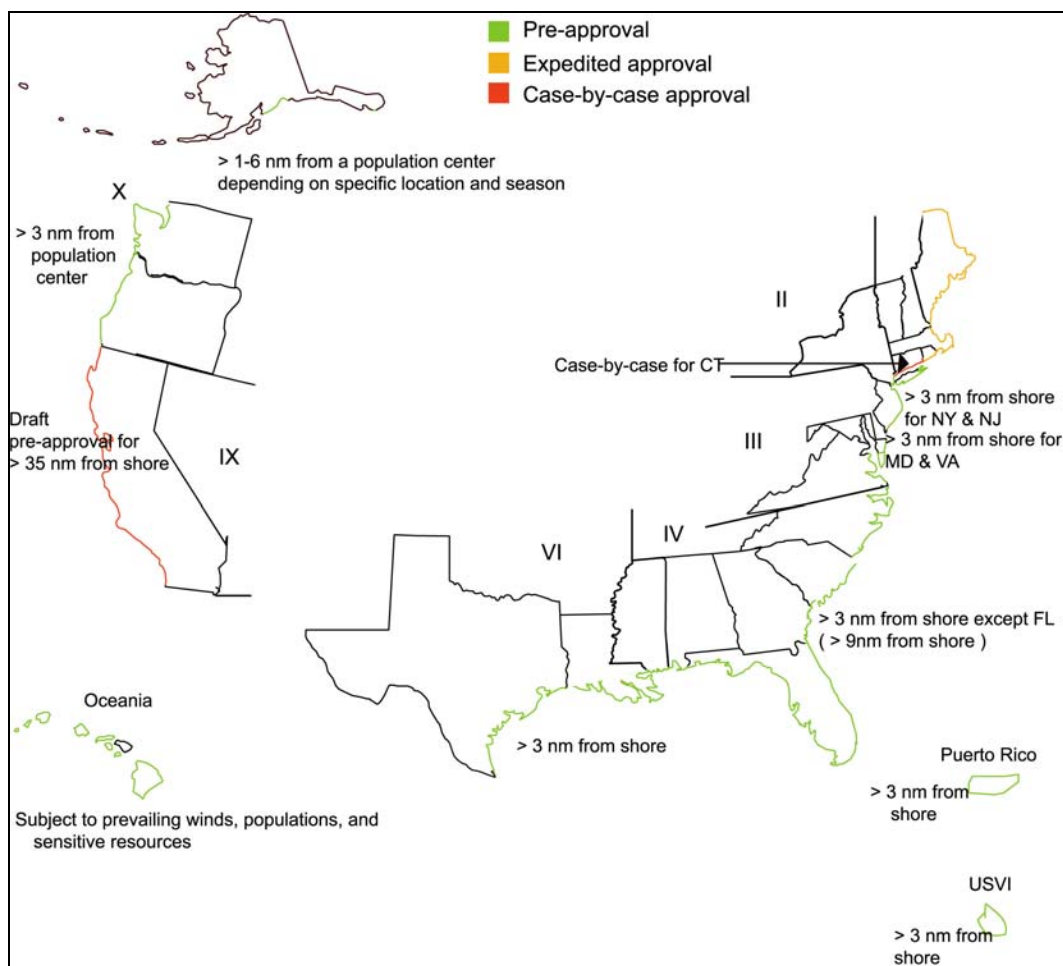 Pre-approval
Expedited approval
Case-by-case approval
> 1-6 nm from a population center
depending on specific location and season
X
> 3 nm from
population
center
II
Case-by-case for CT
> 3 nm from shore
for NY & NJ
III
> 3 nm from shore for
MD & VA
Draft
pre-approval for
> 35 nm from shore
IX
IV
VI
> 3 nm from shore except FL
( > 9nm from shore )
Oceania
> 3 nm from shore
Puerto Rico
> 3 nm from
shore
Subject to prevailing winds, populations, and
sensitive resources
USVI
> 3 nm from
shore